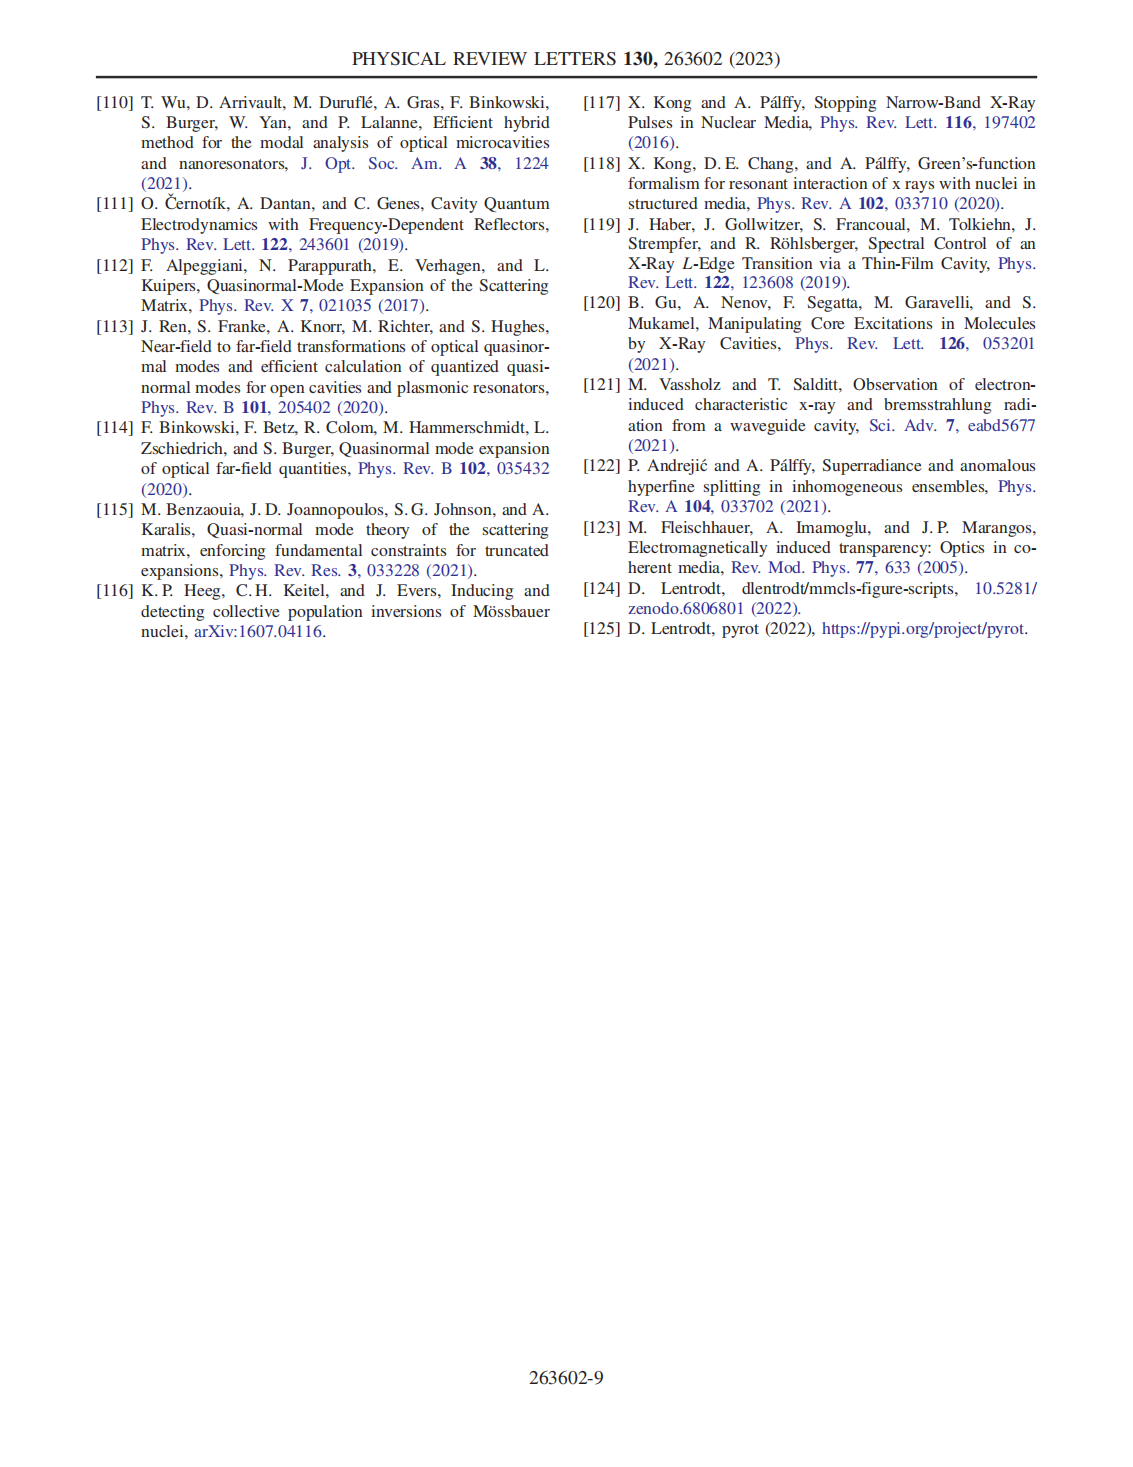 PHYSICAL REVIEW LETTERS 130, 263602 (2023)
[110] T. Wu, D. Arrivault, M. Duruflé, A. Gras, F. Binkowski,
S. Burger, W. Yan, and P. Lalanne, Efficient hybrid
method for the modal analysis of optical microcavities
and nanoresonators, J. Opt. Soc. Am. A 38, 1224
(2021).
[111] O. Černotík, A. Dantan, and C. Genes, Cavity Quantum
Electrodynamics with Frequency-Dependent Reflectors,
Phys. Rev. Lett. 122, 243601 (2019).
[112] F. Alpeggiani, N. Parappurath, E. Verhagen, and L.
Kuipers, Quasinormal-Mode Expansion of the Scattering
Matrix, Phys. Rev. X 7, 021035 (2017).
[113] J. Ren, S. Franke, A. Knorr, M. Richter, and S. Hughes,
Near-field to far-field transformations of optical quasinor-
mal modes and efficient calculation of quantized quasi-
normal modes for open cavities and plasmonic resonators,
Phys. Rev. B 101, 205402 (2020).
[114] F. Binkowski, F. Betz, R. Colom, M. Hammerschmidt, L.
Zschiedrich, and S. Burger, Quasinormal mode expansion
of optical far-field quantities, Phys. Rev. B 102, 035432
(2020).
[115] M. Benzaouia, J. D. Joannopoulos, S. G. Johnson, and A.
Karalis, Quasi-normal mode theory of the scattering
matrix, enforcing fundamental constraints for truncated
expansions, Phys. Rev. Res. 3, 033228 (2021).
[116] K. P. Heeg, C. H. Keitel, and J. Evers, Inducing and
detecting collective population inversions of Mössbauer
nuclei, arXiv:1607.04116.
[117] X. Kong and A. Pálffy, Stopping Narrow-Band X-Ray
Pulses in Nuclear Media, Phys. Rev. Lett. 116, 197402
(2016).
[118] X. Kong, D. E. Chang, and A. Pálffy, Green's-function
formalism for resonant interaction of x rays with nuclei in
structured media, Phys. Rev. A 102, 033710 (2020).
[119] J. Haber, J. Gollwitzer, S. Francoual, M. Tolkiehn, J.
Strempfer, and R. Röhlsberger, Spectral Control of an
X-Ray L-Edge Transition via a Thin-Film Cavity, Phys.
Rev. Lett. 122, 123608 (2019).
[120] B. Gu, A. Nenov, F. Segatta, M. Garavelli, and S.
Mukamel, Manipulating Core Excitations in Molecules
by X-Ray Cavities, Phys. Rev. Lett. 126, 053201
(2021).
[121] M. Vassholz and T. Salditt, Observation of electron-
induced characteristic x-ray and bremsstrahlung radi-
ation from a waveguide cavity, Sci. Adv. 7, eabd5677
(2021).
[122] P. Andrejić and A. Pálffy, Superradiance and anomalous
hyperfine splitting in inhomogeneous ensembles, Phys.
Rev. A 104, 033702 (2021).
[123] M. Fleischhauer, A. Imamoglu, and J. P. Marangos,
Electromagnetically induced transparency: Optics in co-
herent media, Rev. Mod. Phys. 77, 633 (2005).
[124] D. Lentrodt, dlentrodt/mmcls-figure-scripts, 10.5281/
zenodo.6806801 (2022).
[125] D. Lentrodt, pyrot (2022), https://pypi.org/project/pyrot.
263602-9